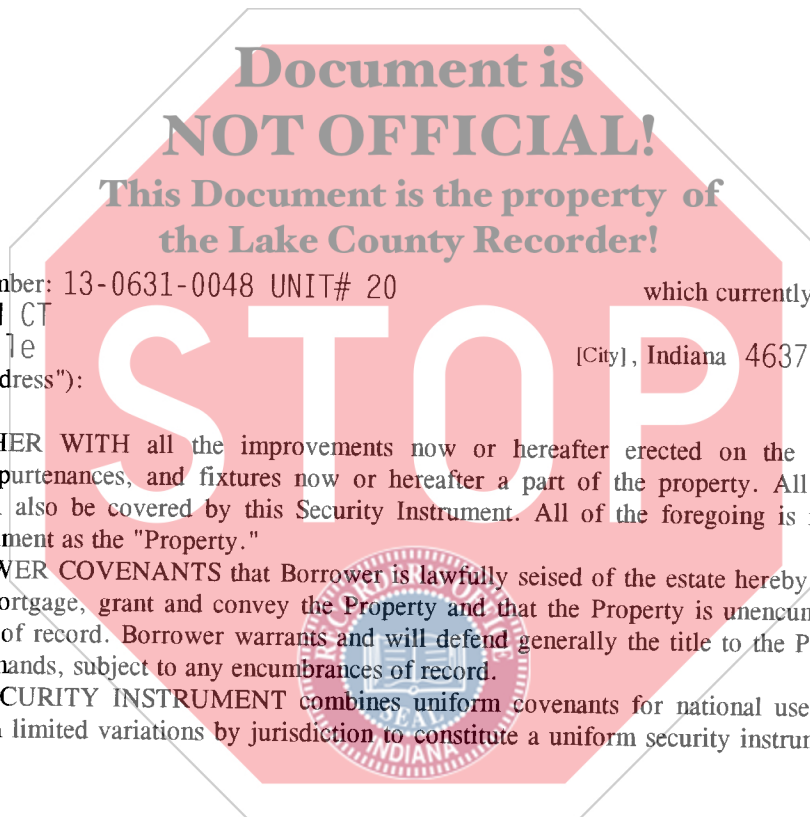 Document is
NOT OFFICIAL!
This Document is the property of
the Lake County Recorder!
mber: 13-0631-0048 UNIT# 20 which currently
CT
le [City], Indiana 4637
dress"):
STOP
HER WITH all the improvements now or hereafter erected on the
purtenances, and fixtures now or hereafter a part of the property. All
also be covered by this Security Instrument. All of the foregoing is
ment as the "Property."
WER COVENANTS that Borrower is lawfully seised of the estate hereby
ortgage, grant and convey the Property and that the Property is unencum
of record. Borrower warrants and will defend generally the title to the P
nands, subject to any encumbrances of record.
CURITY INSTRUMENT combines uniform covenants for national use
limited variations by jurisdiction to constitute a uniform security instrum
RECORDER OF THE
SEAL
INDIANA